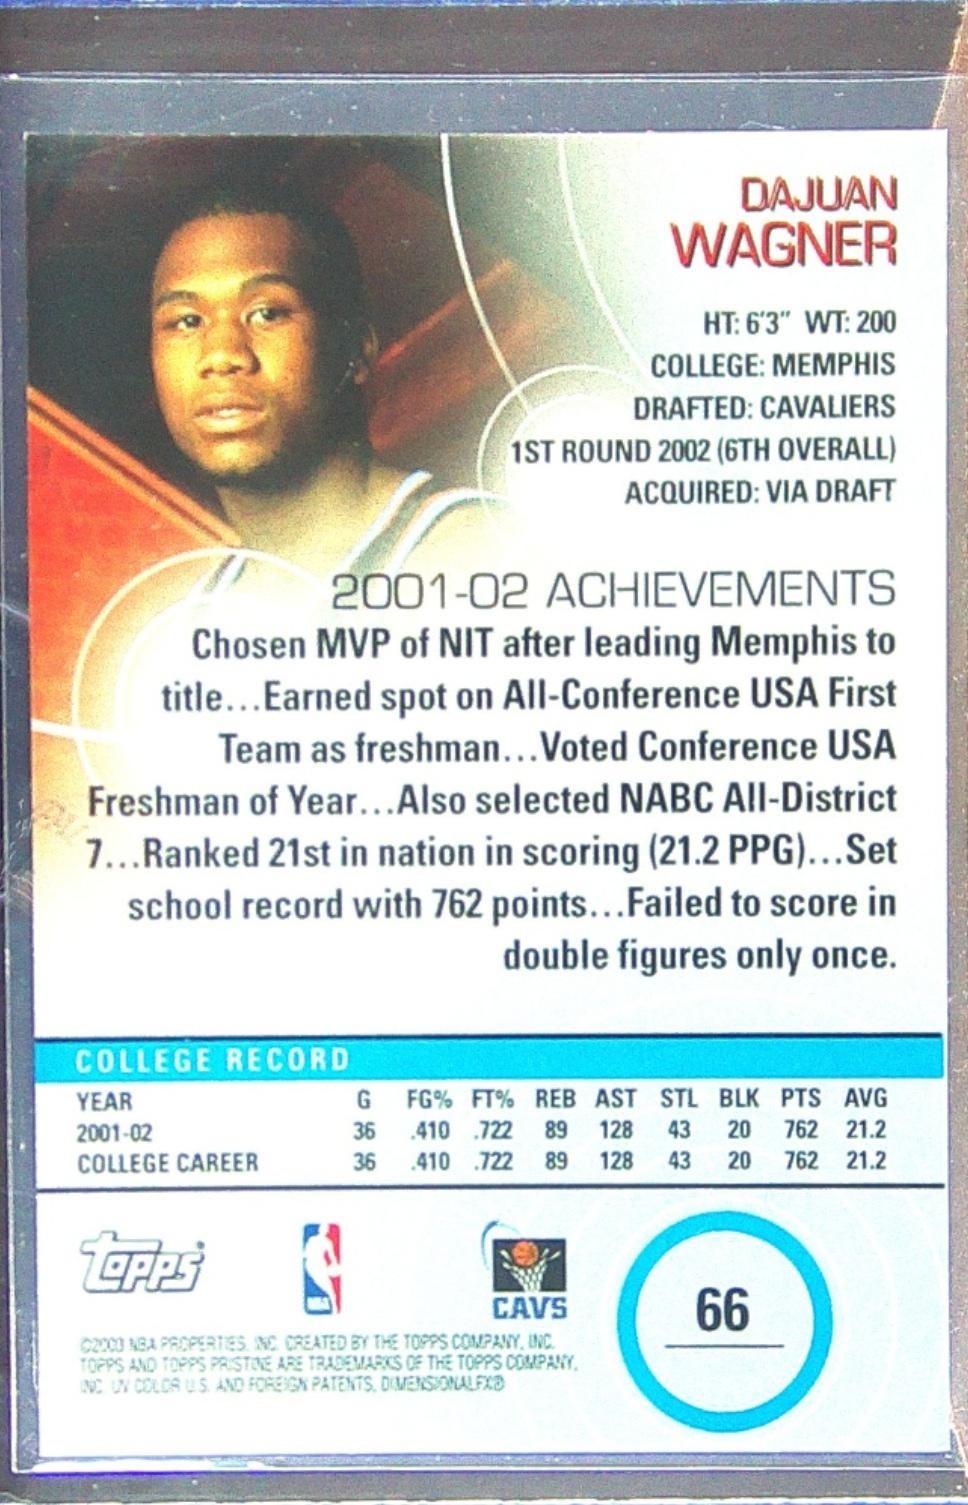 DAJUAN
WAGNER
HT: 6'3" WT: 200
COLLEGE: MEMPHIS
DRAFTED: CAVALIERS
1ST ROUND 2002 (6TH OVERALL)
ACQUIRED: VIA DRAFT
2001-02 ACHIEVEMENTS
Chosen MVP of NIT after leading Memphis to
title...Earned spot on All-Conference USA First
Team as freshman...Voted Conference USA
Freshman of Year...Also selected NABC All-District
7...Ranked 21st in nation in scoring (21.2 PPG)...Set
school record with 762 points...Failed to score in
double figures only once.
COLLEGE RECORD
YEAR G FG% FT% REB AST STL BLK PTS AVG
2001-02 36 .410 .722 89 128 43 20 762 21.2
COLLEGE CAREER 36 .410 .722 89 128 43 20 762 21.2
Topps
NBA
CAVS
66
©2003 NBA PROPERTIES, INC. CREATED BY THE TOPPS COMPANY, INC.
TOPPS AND TOPPS PRISTINE ARE TRADEMARKS OF THE TOPPS COMPANY,
INC. UV COLOR U.S. AND FOREIGN PATENTS, DIMENSIONALFX®